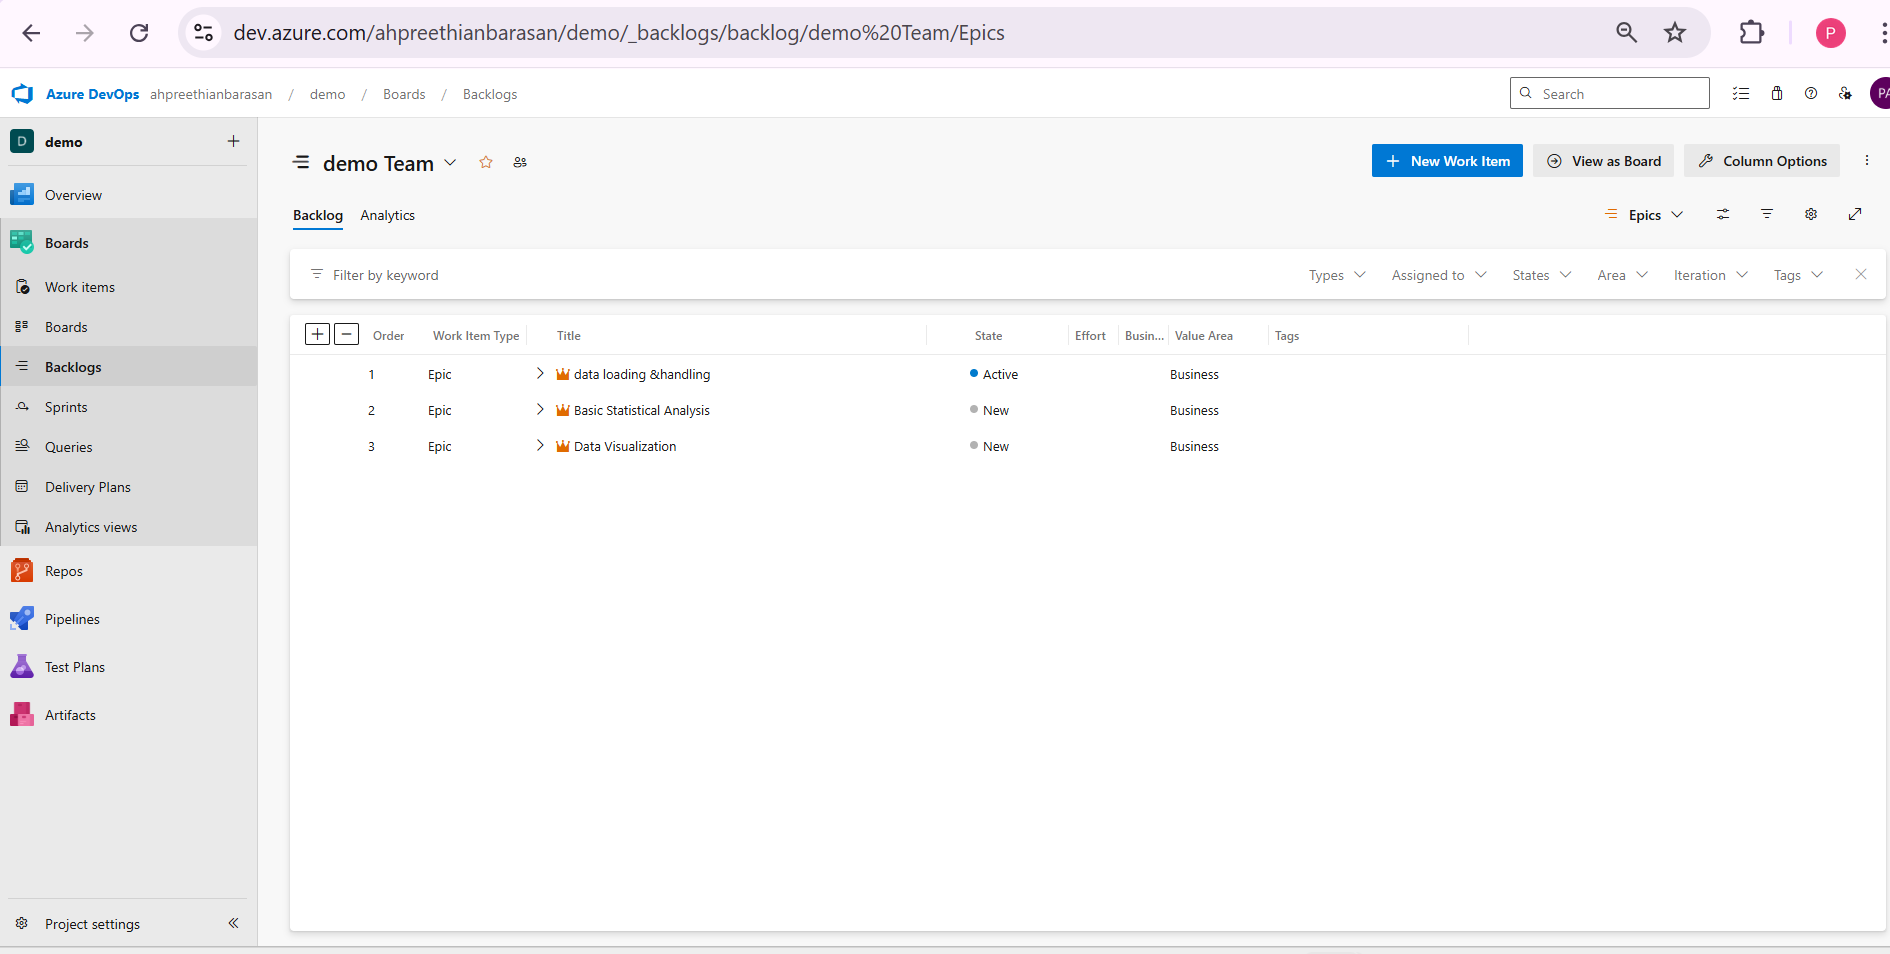 dev.azure.com/ahpreethianbarasan/demo/_backlogs/backlog/demo%20Team/Epics
P
Azure DevOps ahpreethianbarasan / demo / Boards / Backlogs
Search
PA
D demo
demo Team
New Work Item
View as Board
Column Options
Overview
Boards
Work items
Boards
Backlogs
Sprints
Queries
Delivery Plans
Analytics views
Repos
Pipelines
Test Plans
Artifacts
Project settings
Backlog Analytics
Epics
Filter by keyword
Types Assigned to States Area Iteration Tags
Order Work Item Type Title State Effort Busin... Value Area Tags
1 Epic data loading &handling Active Business
2 Epic Basic Statistical Analysis New Business
3 Epic Data Visualization New Business